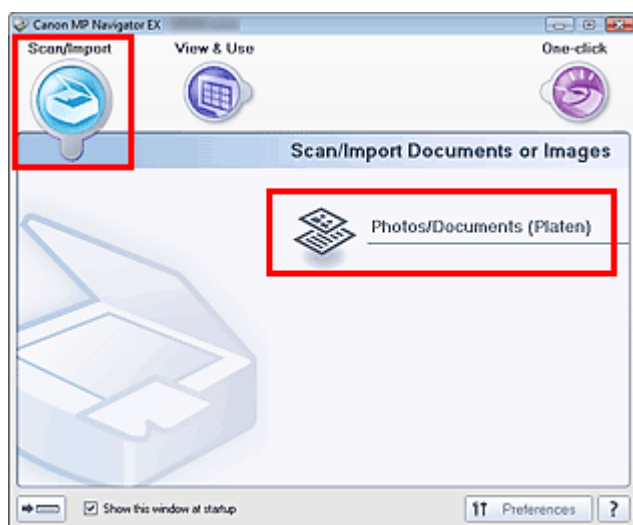 Canon MP Navigator EX
Scan/Import
View & Use
One-click
Scan/Import Documents or Images
Photos/Documents (Platen)
Show this window at startup
Preferences
?